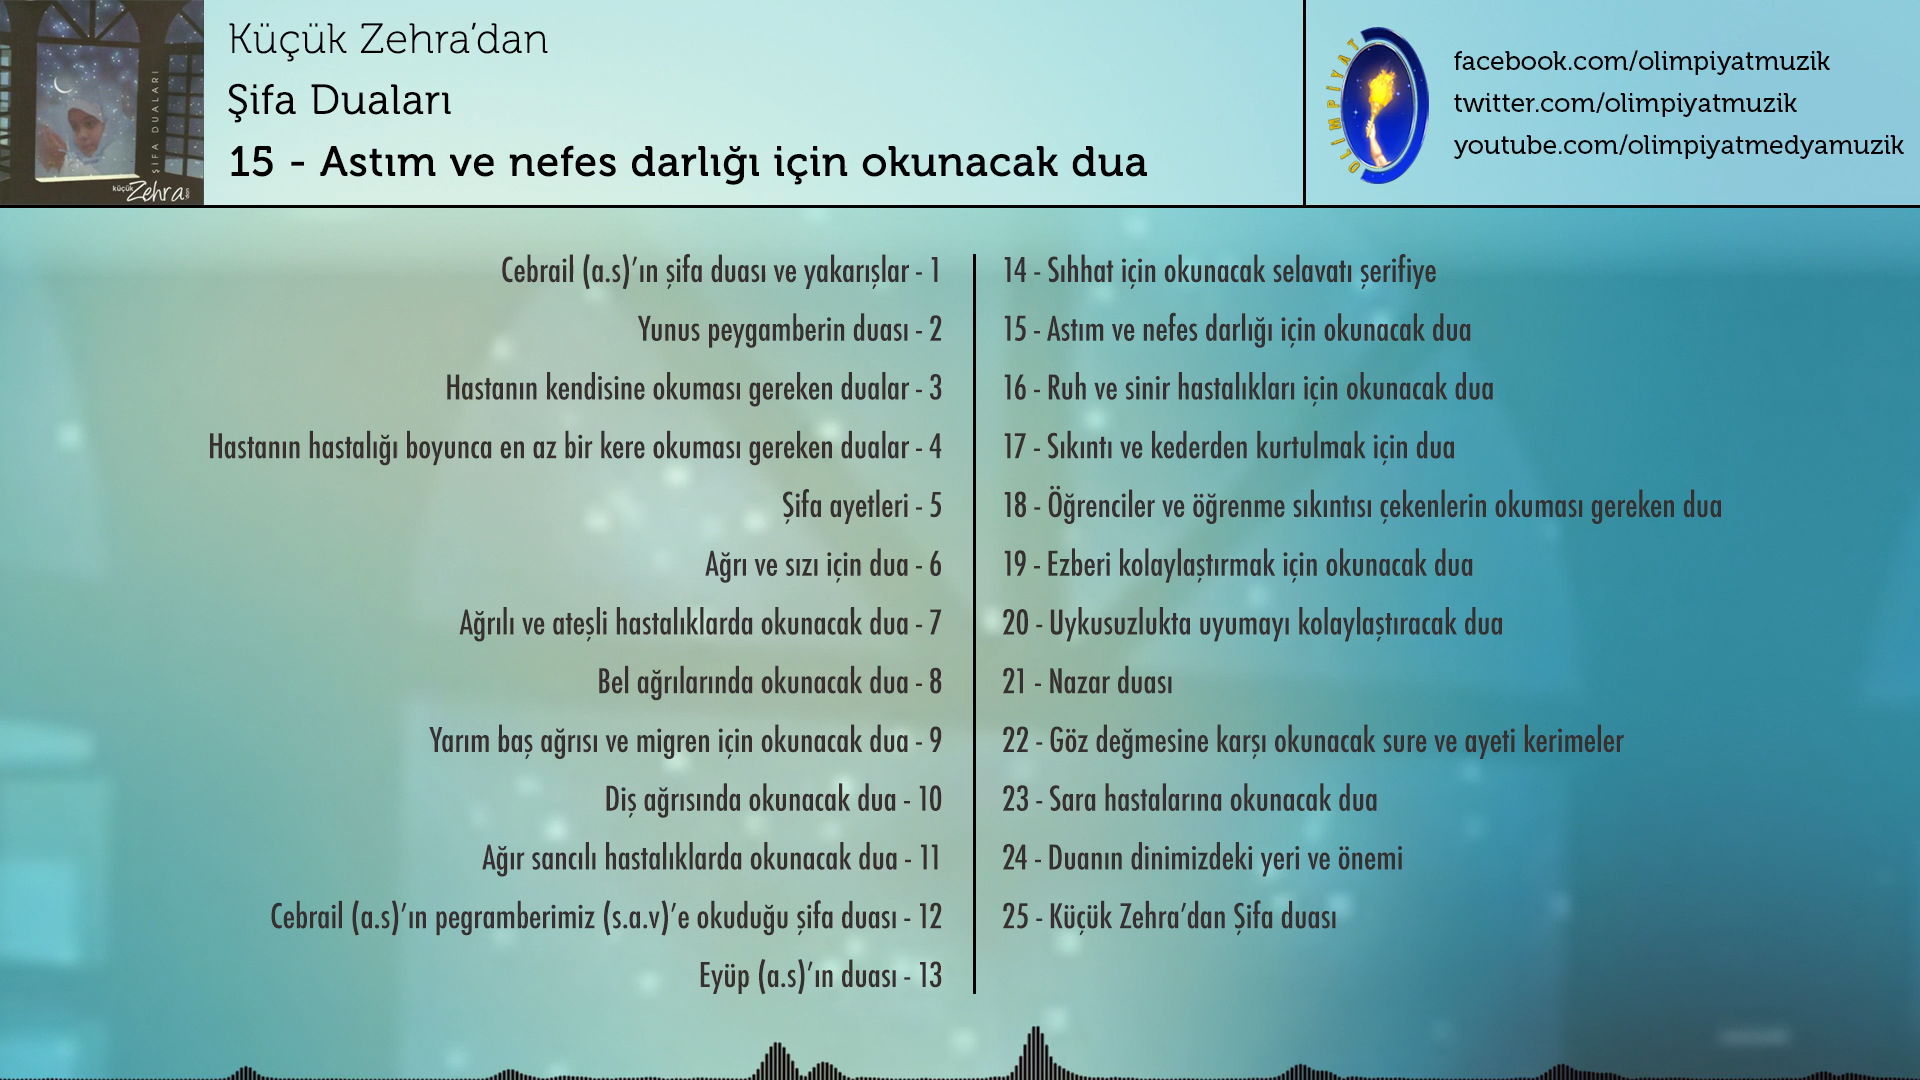 Küçük Zehra’dan
Şifa Duaları
15 - Astım ve nefes darlığı için okunacak dua
ŞIFA DUALARI
küçük Zehra'dan
OLIMPIYAT
facebook.com/olimpiyatmuzik
twitter.com/olimpiyatmuzik
youtube.com/olimpiyatmedyamuzik
Cebrail (a.s)’ın şifa duası ve yakarışlar - 1
Yunus peygamberin duası - 2
Hastanın kendisine okuması gereken dualar - 3
Hastanın hastalığı boyunca en az bir kere okuması gereken dualar - 4
Şifa ayetleri - 5
Ağrı ve sızı için dua - 6
Ağrılı ve ateşli hastalıklarda okunacak dua - 7
Bel ağrılarında okunacak dua - 8
Yarım baş ağrısı ve migren için okunacak dua - 9
Diş ağrısında okunacak dua - 10
Ağır sancılı hastalıklarda okunacak dua - 11
Cebrail (a.s)’ın pegramberimiz (s.a.v)’e okuduğu şifa duası - 12
Eyüp (a.s)’ın duası - 13
14 - Sıhhat için okunacak selavatı şerifiye
15 - Astım ve nefes darlığı için okunacak dua
16 - Ruh ve sinir hastalıkları için okunacak dua
17 - Sıkıntı ve kederden kurtulmak için dua
18 - Öğrenciler ve öğrenme sıkıntısı çekenlerin okuması gereken dua
19 - Ezberi kolaylaştırmak için okunacak dua
20 - Uykusuzlukta uyumayı kolaylaştıracak dua
21 - Nazar duası
22 - Göz değmesine karşı okunacak sure ve ayeti kerimeler
23 - Sara hastalarına okunacak dua
24 - Duanın dinimizdeki yeri ve önemi
25 - Küçük Zehra’dan Şifa duası